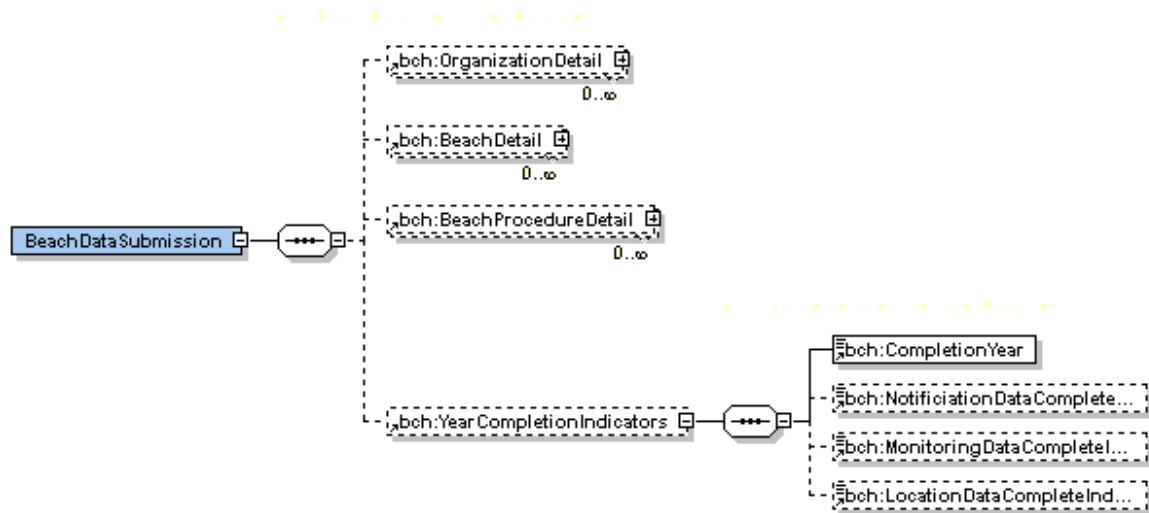 bch:OrganizationDetail
0..∞
bch:BeachDetail
0..∞
bch:BeachProcedureDetail
0..∞
BeachDataSubmission
bch:CompletionYear
bch:NotificiationDataComplete...
bch:YearCompletionIndicators
bch:MonitoringDataCompleteI...
bch:LocationDataCompleteInd...